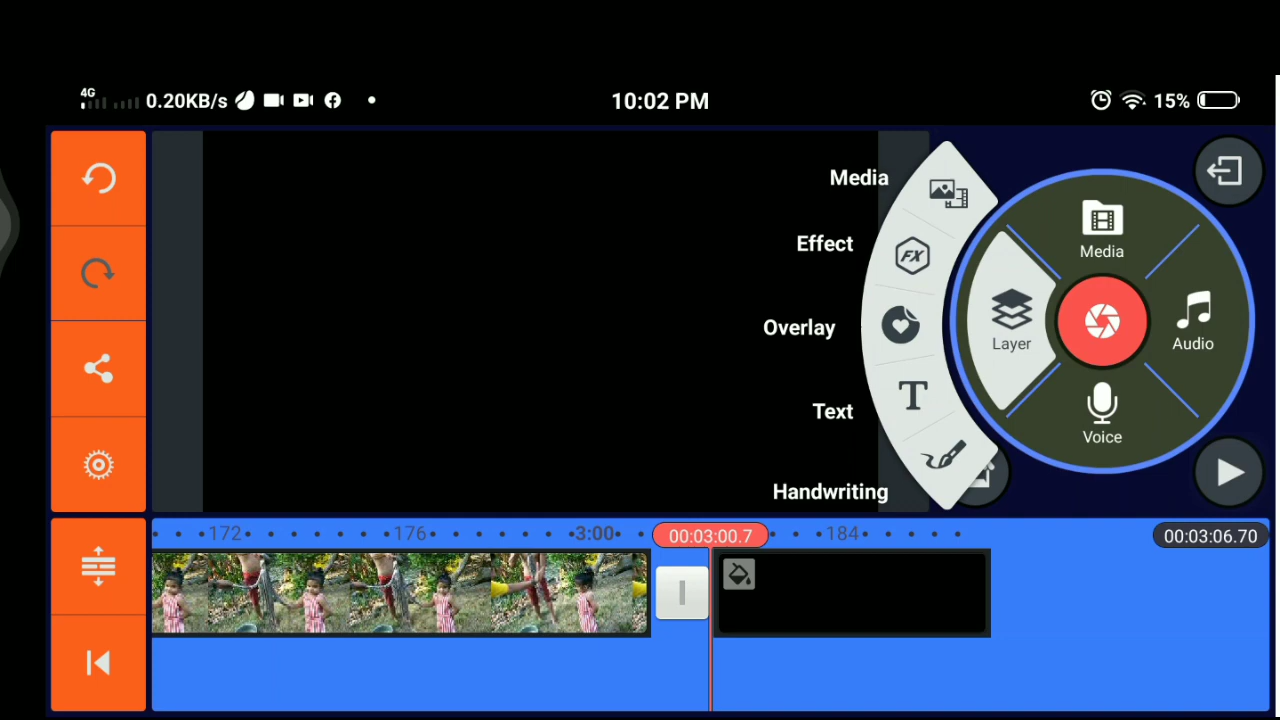 4G
0.20KB/s
10:02 PM
15%
Media
Effect
Overlay
Text
Handwriting
FX
T
Media
Layer
Audio
Voice
172
176
3:00
00:03:00.7
184
00:03:06.70